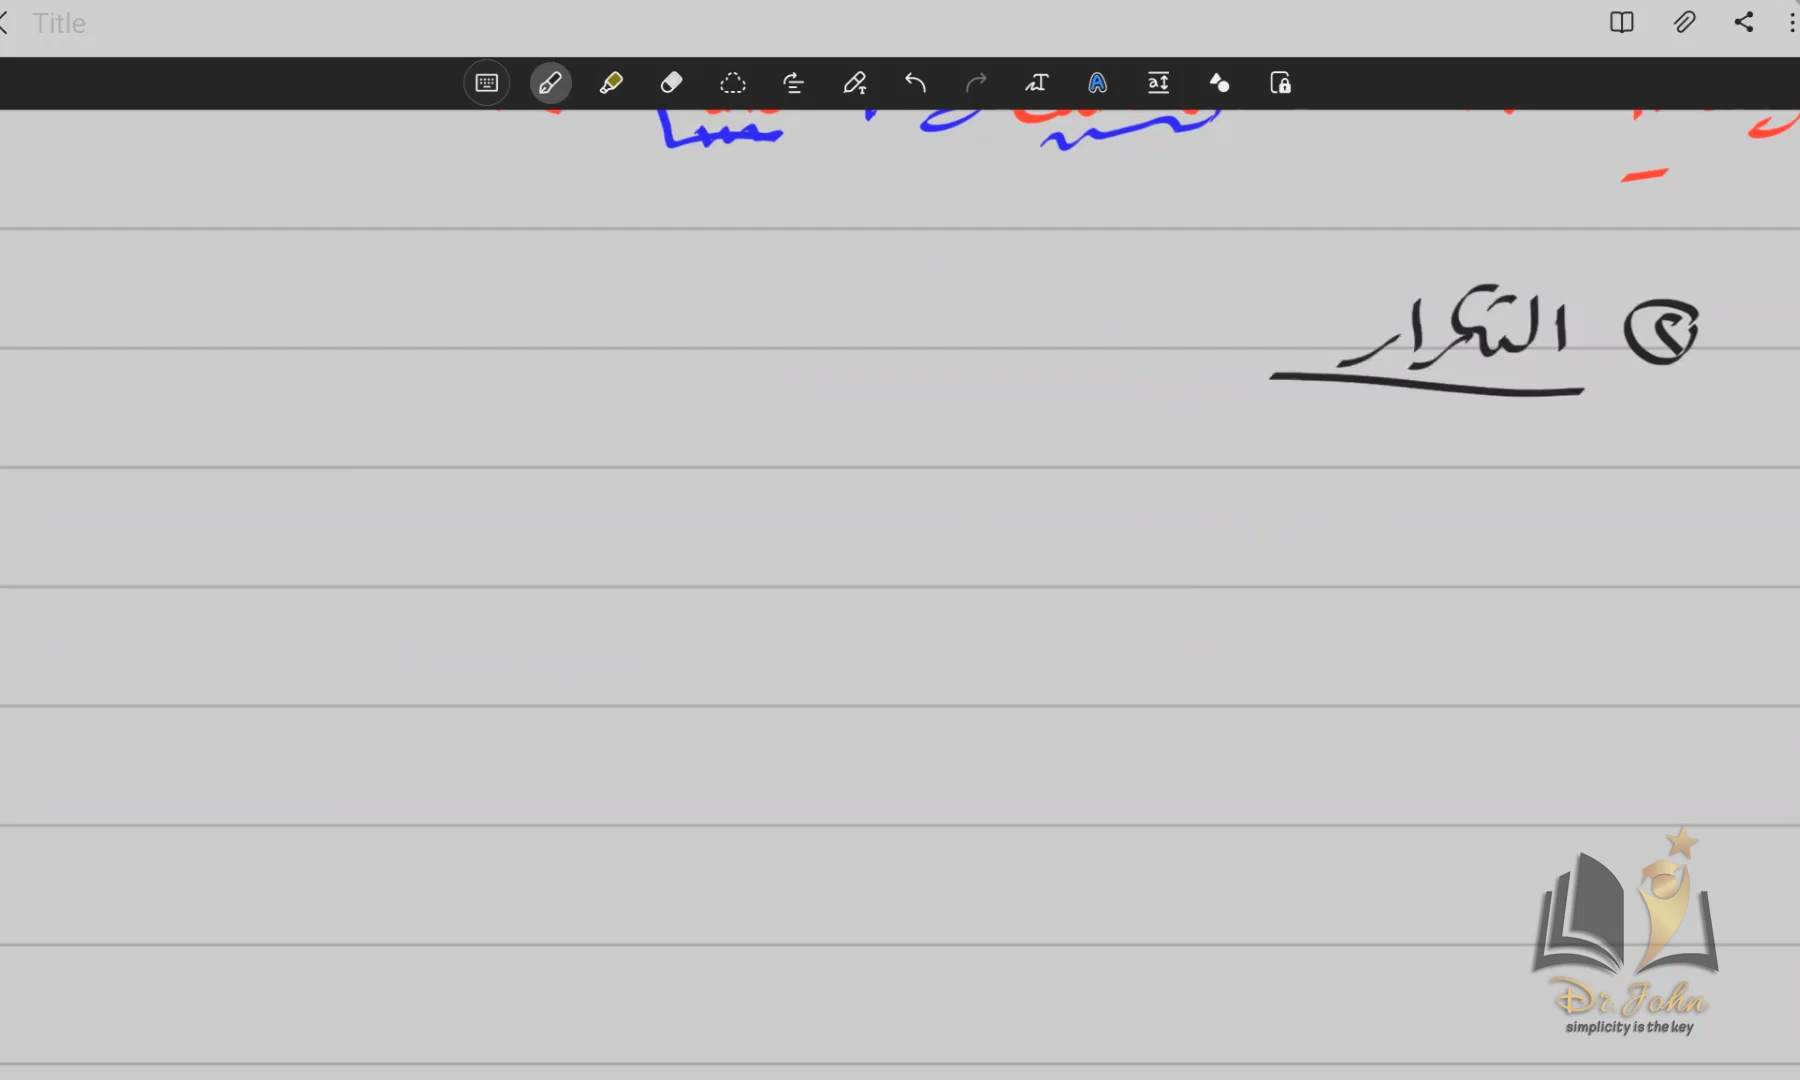 Title
② التكرار
Dr. John
simplicity is the key